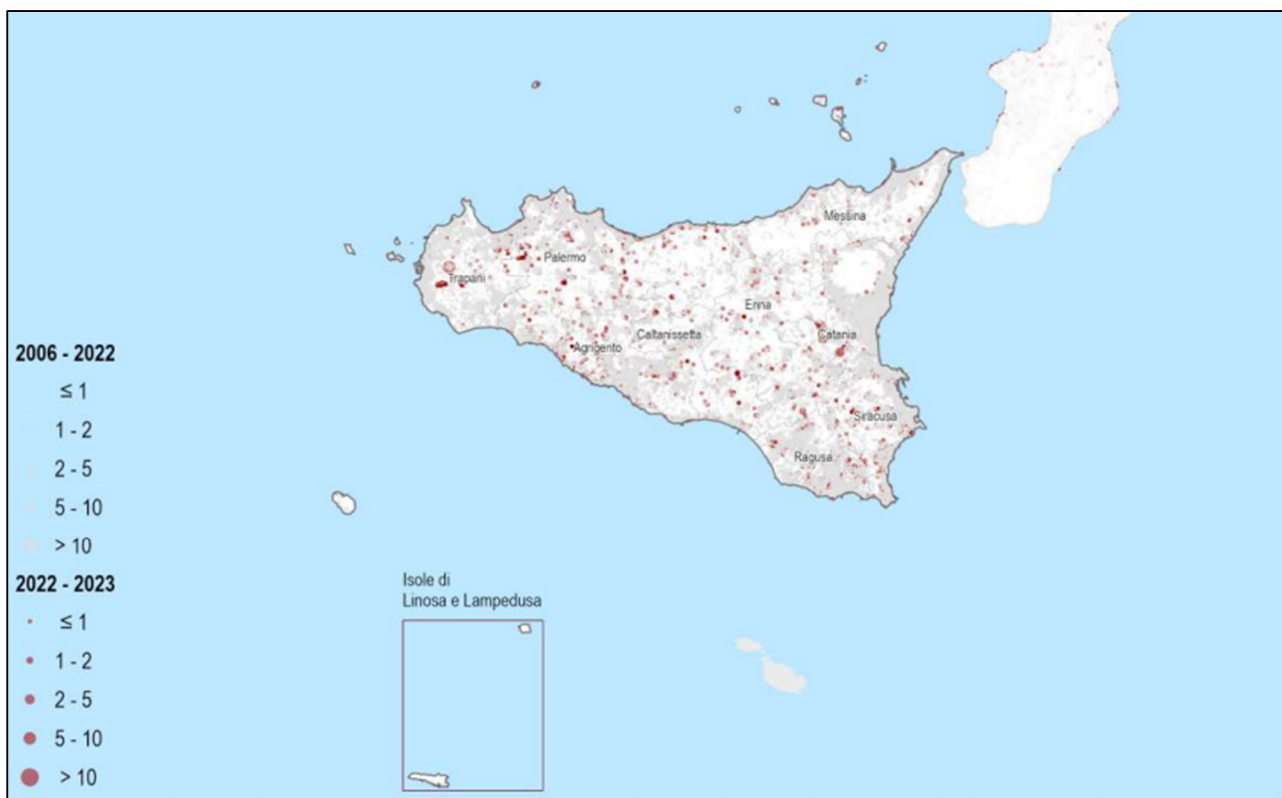 Messina
Palermo
Trapani
Enna
Catania
Caltanissetta
Agrigento
Siracusa
Ragusa
2006 - 2022
≤ 1
1 - 2
2 - 5
5 - 10
> 10
2022 - 2023
≤ 1
1 - 2
2 - 5
5 - 10
> 10
Isole di
Linosa e Lampedusa